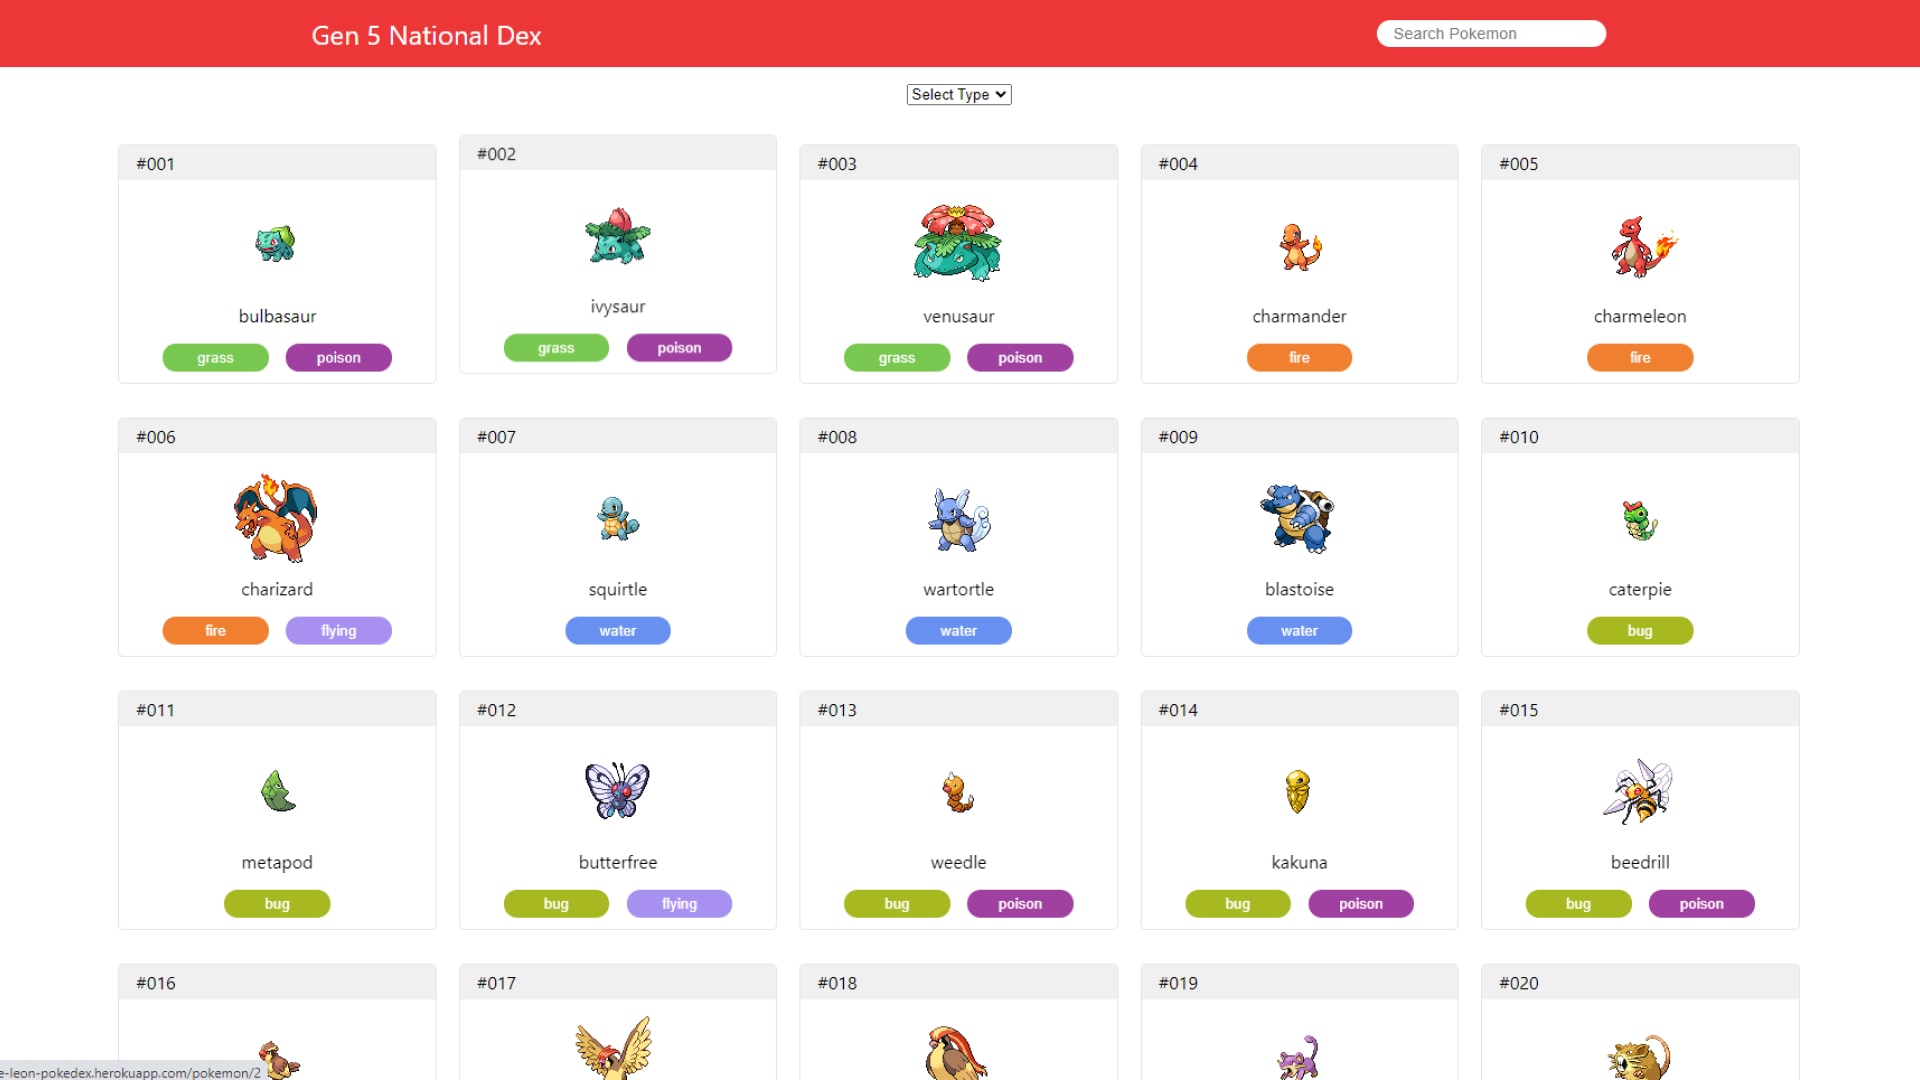 Gen 5 National Dex
Search Pokemon
Select Type
#001
#002
#003
#004
#005
bulbasaur
ivysaur
venusaur
charmander
charmeleon
grass poison
grass poison
grass poison
fire
fire
#006
#007
#008
#009
#010
charizard
squirtle
wartortle
blastoise
caterpie
fire flying
water
water
water
bug
#011
#012
#013
#014
#015
metapod
butterfree
weedle
kakuna
beedrill
bug
bug flying
bug poison
bug poison
bug poison
#016
#017
#018
#019
#020
e-leon-pokedex.herokuapp.com/pokemon/2